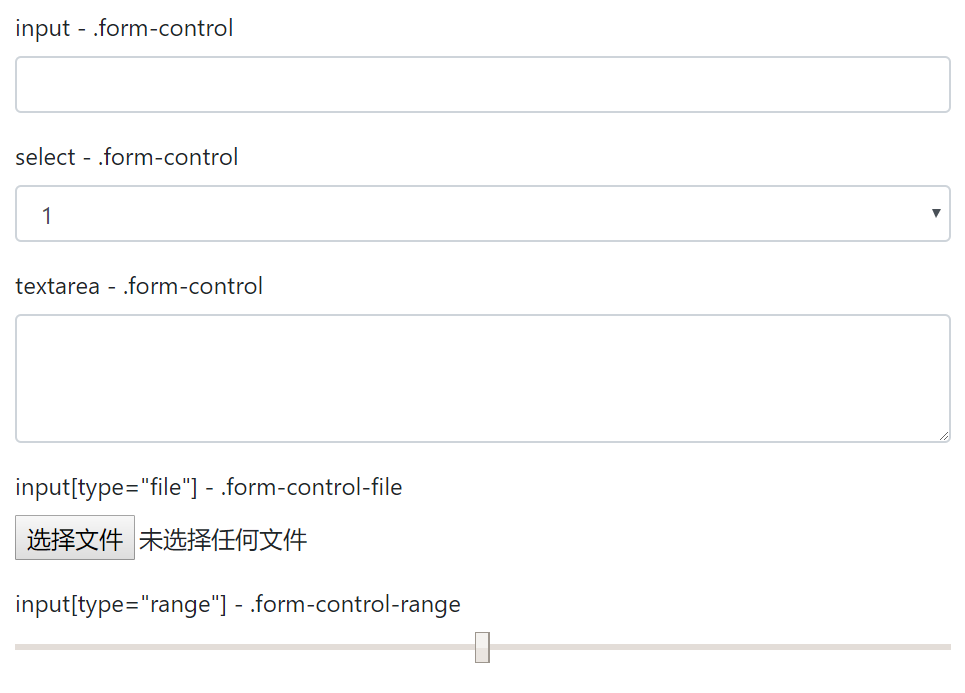 input - .form-control
select - .form-control
1
textarea - .form-control
input[type="file"] - .form-control-file
选择文件 未选择任何文件
input[type="range"] - .form-control-range